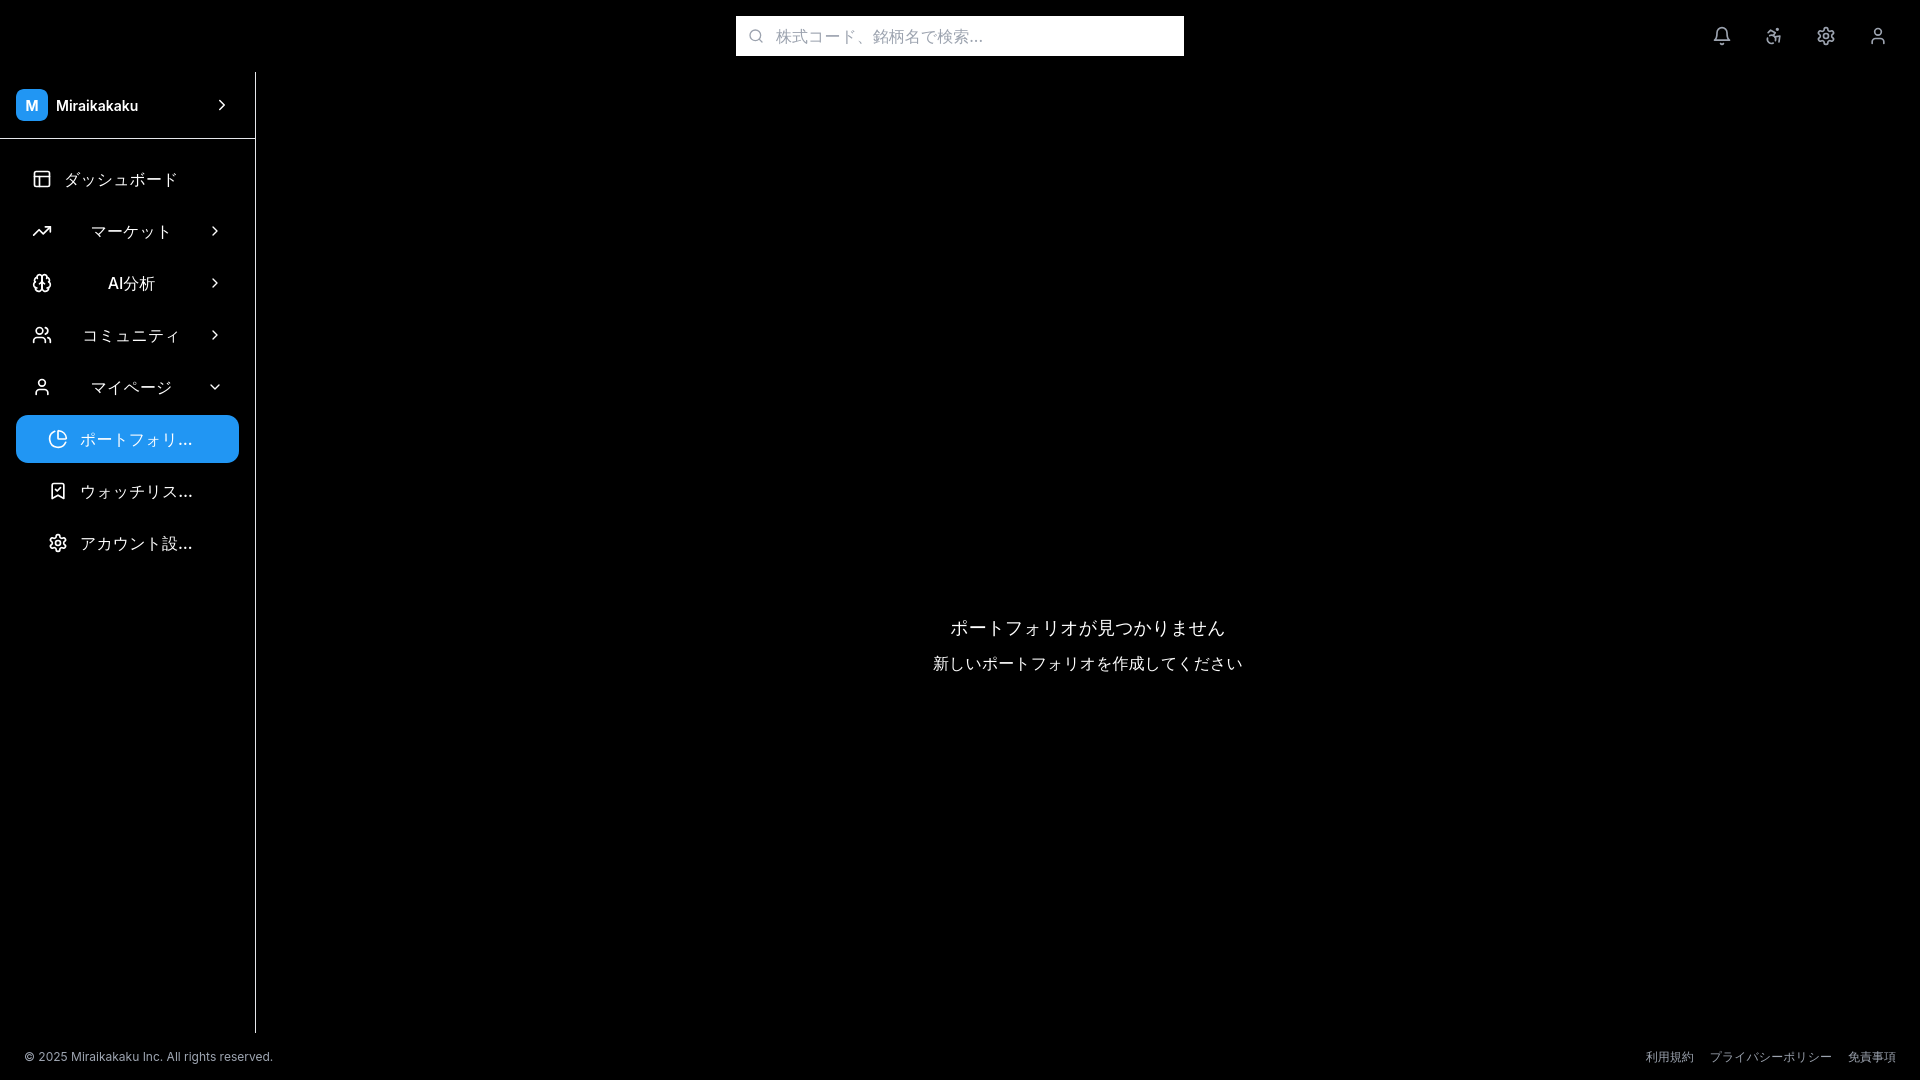 株式コード、銘柄名で検索...
M Miraikakaku
ダッシュボード
マーケット
AI分析
コミュニティ
マイページ
ポートフォリ...
ウォッチリス...
アカウント設...
ポートフォリオが見つかりません
新しいポートフォリオを作成してください
© 2025 Miraikakaku Inc. All rights reserved.
利用規約 プライバシーポリシー 免責事項